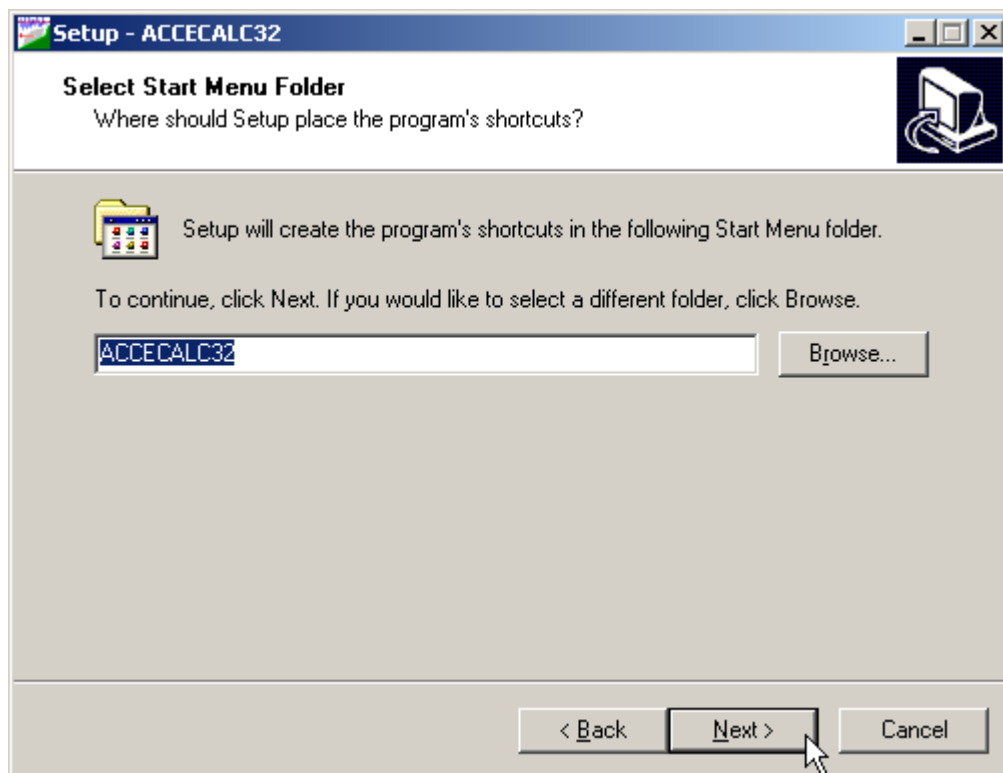 Setup - ACCECALC32
Select Start Menu Folder
Where should Setup place the program's shortcuts?
Setup will create the program's shortcuts in the following Start Menu folder.
To continue, click Next. If you would like to select a different folder, click Browse.
ACCECALC32
Browse...
< Back
Next >
Cancel